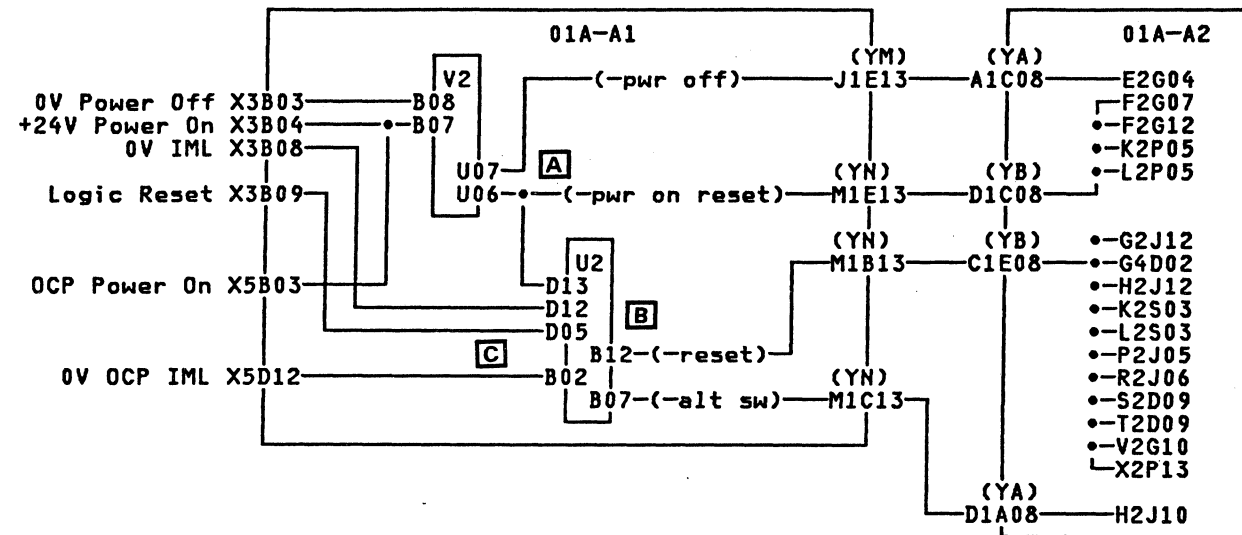 01A-A1 01A-A2
(YM) (YA)
V2 (-pwr off) J1E13 A1C08 E2G04
0V Power Off X3B03 B08 F2G07
+24V Power On X3B04 B07 F2G12
0V IML X3B08 K2P05
U07 A (YN) (YB) L2P05
Logic Reset X3B09 U06 (-pwr on reset) M1E13 D1C08
(YN) (YB) G2J12
U2 M1B13 C1E08 G4D02
OCP Power On X5B03 D13 H2J12
D12 B K2S03
D05 L2S03
C B12 (-reset) P2J05
0V OCP IML X5D12 B02 (YN) R2J06
B07 (-alt sw) M1C13 S2D09
T2D09
V2G10
X2P13
(YA)
D1A08 H2J10